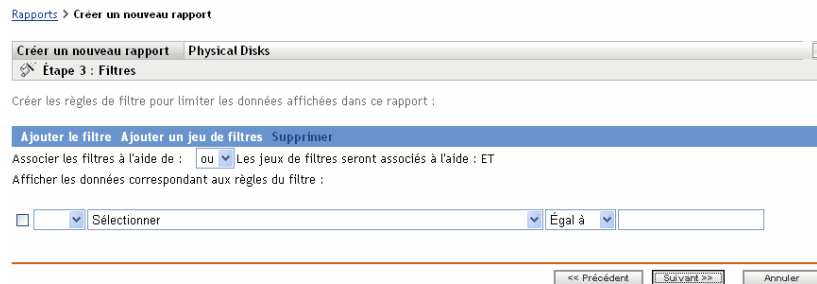 Rapports > Créer un nouveau rapport
Créer un nouveau rapport Physical Disks
Étape 3 : Filtres
Créer les règles de filtre pour limiter les données affichées dans ce rapport :
Ajouter le filtre Ajouter un jeu de filtres Supprimer
Associer les filtres à l'aide de : ou Les jeux de filtres seront associés à l'aide : ET
Afficher les données correspondant aux règles du filtre :
Sélectionner Égal à
<< Précédent Suivant >> Annuler